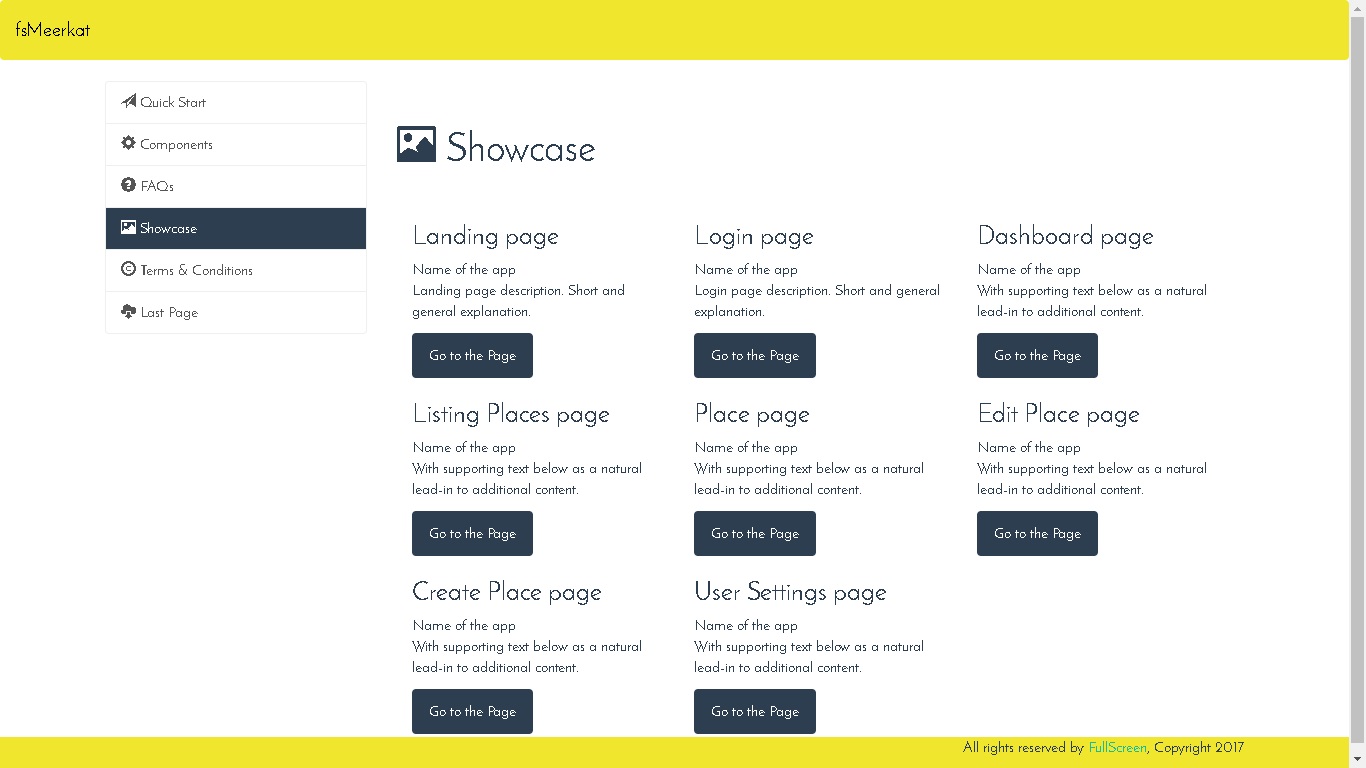 fsMeerkat
Quick Start
Components
FAQs
Showcase
Terms & Conditions
Last Page
Showcase
Landing page
Name of the app
Landing page description. Short and
general explanation.
Go to the Page
Login page
Name of the app
Login page description. Short and general
explanation.
Go to the Page
Dashboard page
Name of the app
With supporting text below as a natural
lead-in to additional content.
Go to the Page
Listing Places page
Name of the app
With supporting text below as a natural
lead-in to additional content.
Go to the Page
Place page
Name of the app
With supporting text below as a natural
lead-in to additional content.
Go to the Page
Edit Place page
Name of the app
With supporting text below as a natural
lead-in to additional content.
Go to the Page
Create Place page
Name of the app
With supporting text below as a natural
lead-in to additional content.
Go to the Page
User Settings page
Name of the app
With supporting text below as a natural
lead-in to additional content.
Go to the Page
All rights reserved by FullScreen, Copyright 2017